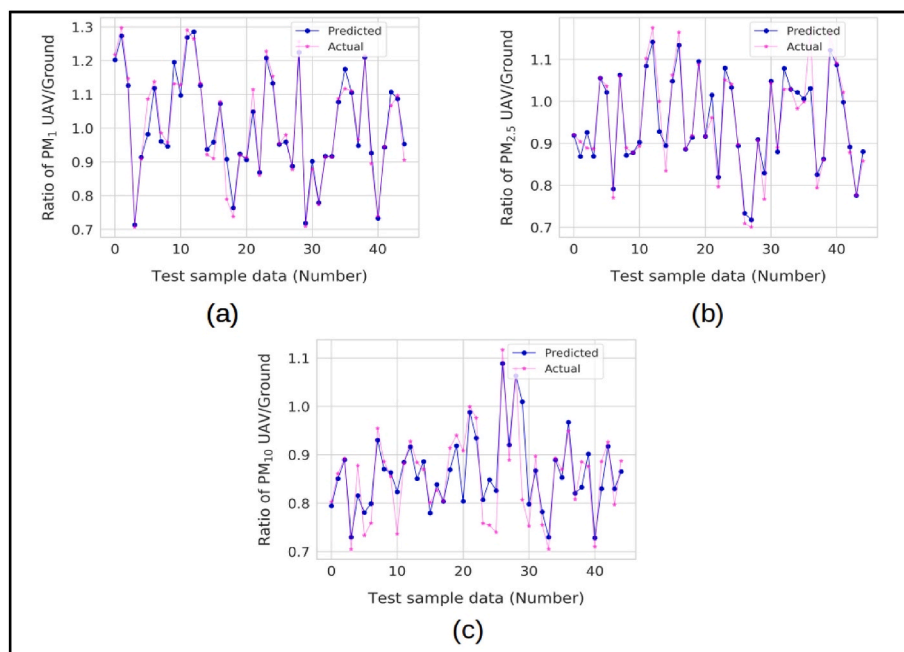 1.3
1.2
1.1
1.0
0.9
0.8
0.7
Ratio of PM1 UAV/Ground
Predicted
Actual
0 10 20 30 40
Test sample data (Number)
(a)
1.1
1.0
0.9
0.8
0.7
Ratio of PM2.5 UAV/Ground
Predicted
Actual
0 10 20 30 40
Test sample data (Number)
(b)
1.1
1.0
0.9
0.8
0.7
Ratio of PM10 UAV/Ground
Predicted
Actual
0 10 20 30 40
Test sample data (Number)
(c)